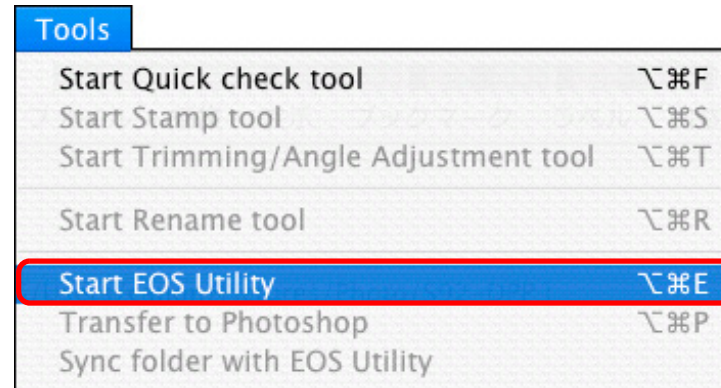 Tools
Start Quick check tool ⌥⌘F
Start Stamp tool ⌥⌘S
Start Trimming/Angle Adjustment tool ⌥⌘T
Start Rename tool ⌥⌘R
Start EOS Utility ⌥⌘E
Transfer to Photoshop ⌥⌘P
Sync folder with EOS Utility